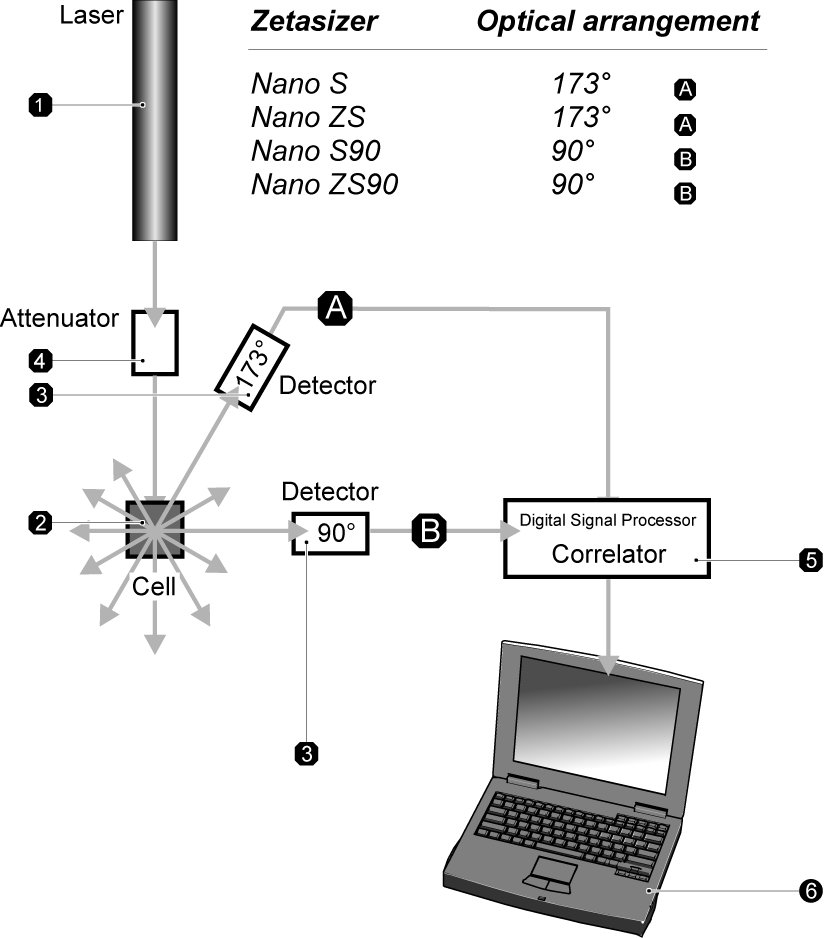 Laser
Zetasizer Optical arrangement
Nano S 173° A
Nano ZS 173° A
Nano S90 90° B
Nano ZS90 90° B
1
A
Attenuator
4
173°
3
Detector
Detector
2
90°
B
Digital Signal Processor
Correlator
5
Cell
3
6